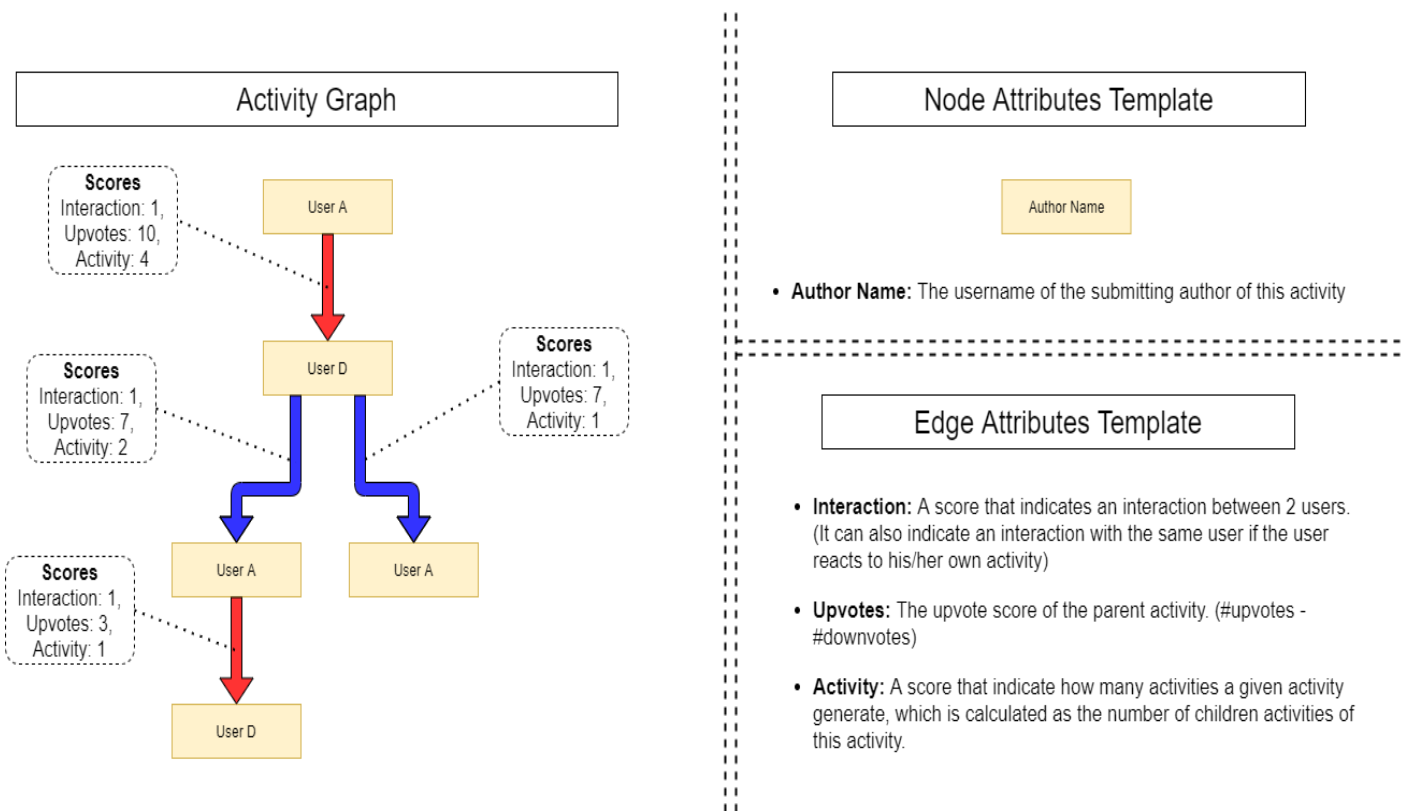 Activity Graph
Scores
Interaction: 1,
Upvotes: 10,
Activity: 4
User A
User D
Scores
Interaction: 1,
Upvotes: 7,
Activity: 2
Scores
Interaction: 1,
Upvotes: 7,
Activity: 1
User A
User A
Scores
Interaction: 1,
Upvotes: 3,
Activity: 1
User D
Node Attributes Template
Author Name
• Author Name: The username of the submitting author of this activity
Edge Attributes Template
• Interaction: A score that indicates an interaction between 2 users.
(It can also indicate an interaction with the same user if the user
reacts to his/her own activity)
• Upvotes: The upvote score of the parent activity. (#upvotes -
#downvotes)
• Activity: A score that indicate how many activities a given activity
generate, which is calculated as the number of children activities of
this activity.